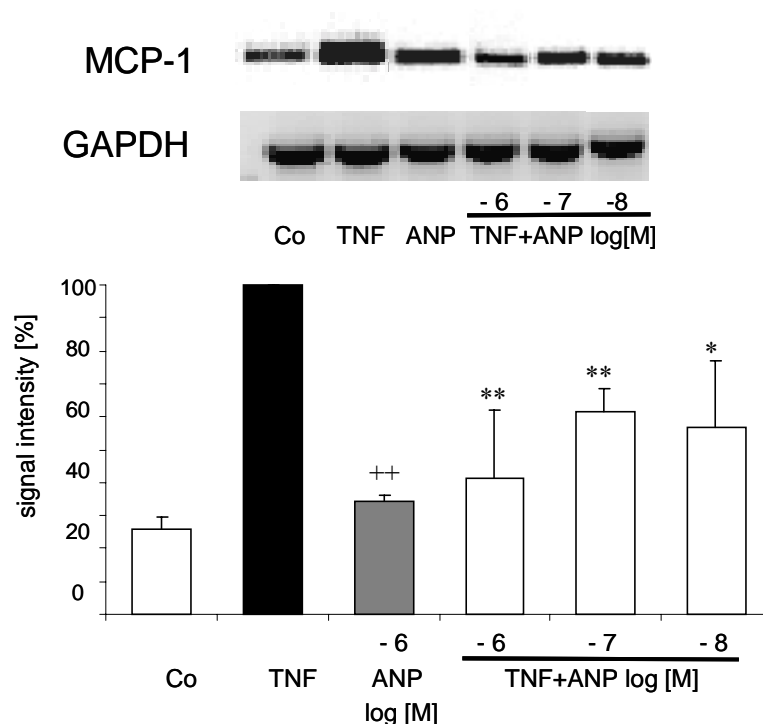 MCP-1
GAPDH
- 6 - 7 -8
Co TNF ANP TNF+ANP log[M]
signal intensity [%]
100
80
60
40
20
0
**
**
*
++
- 6 - 6 - 7 - 8
Co TNF ANP TNF+ANP log [M]
log [M]